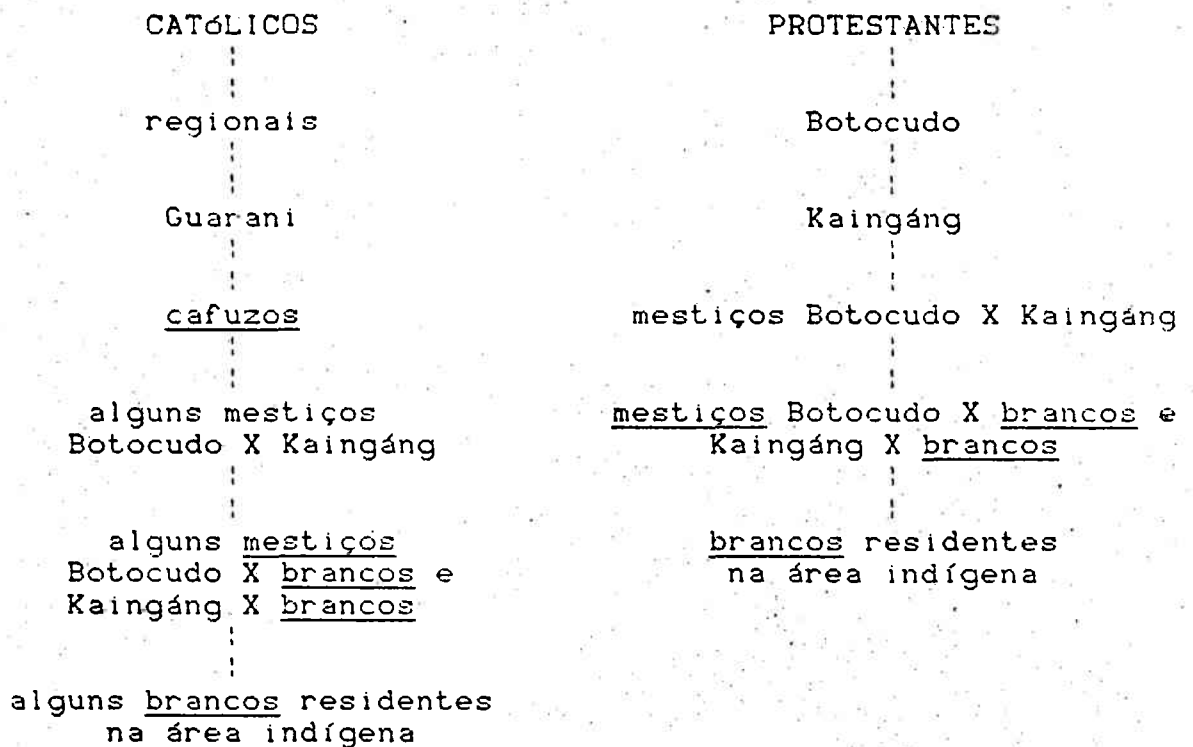 CATóLICOS
regionais
Guarani
cafuzos
alguns mestiços
Botocudo X Kaingáng
alguns mestiços
Botocudo X brancos e
Kaingáng X brancos
alguns brancos residentes
na área indígena
PROTESTANTES
Botocudo
Kaingáng
mestiços Botocudo X Kaingáng
mestiços Botocudo X brancos e
Kaingáng X brancos
brancos residentes
na área indígena